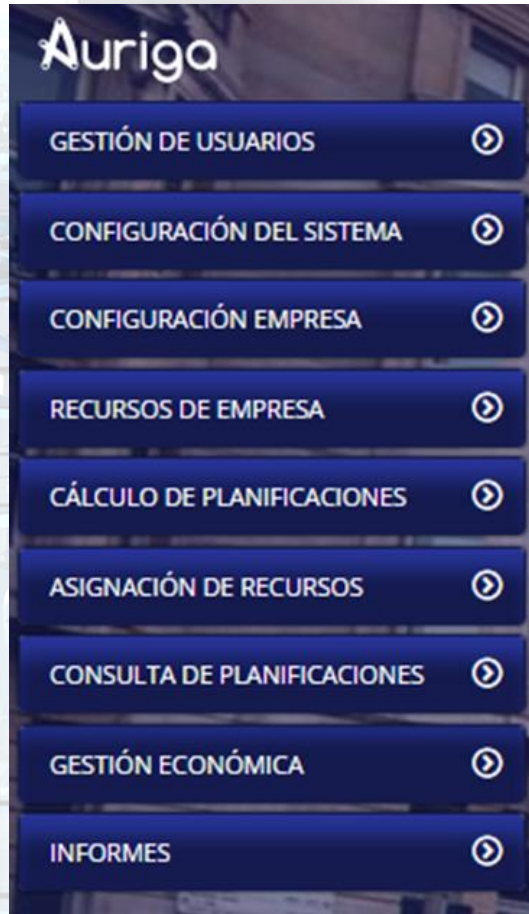 Auriga
GESTIÓN DE USUARIOS
CONFIGURACIÓN DEL SISTEMA
CONFIGURACIÓN EMPRESA
RECURSOS DE EMPRESA
CÁLCULO DE PLANIFICACIONES
ASIGNACIÓN DE RECURSOS
CONSULTA DE PLANIFICACIONES
GESTIÓN ECONÓMICA
INFORMES